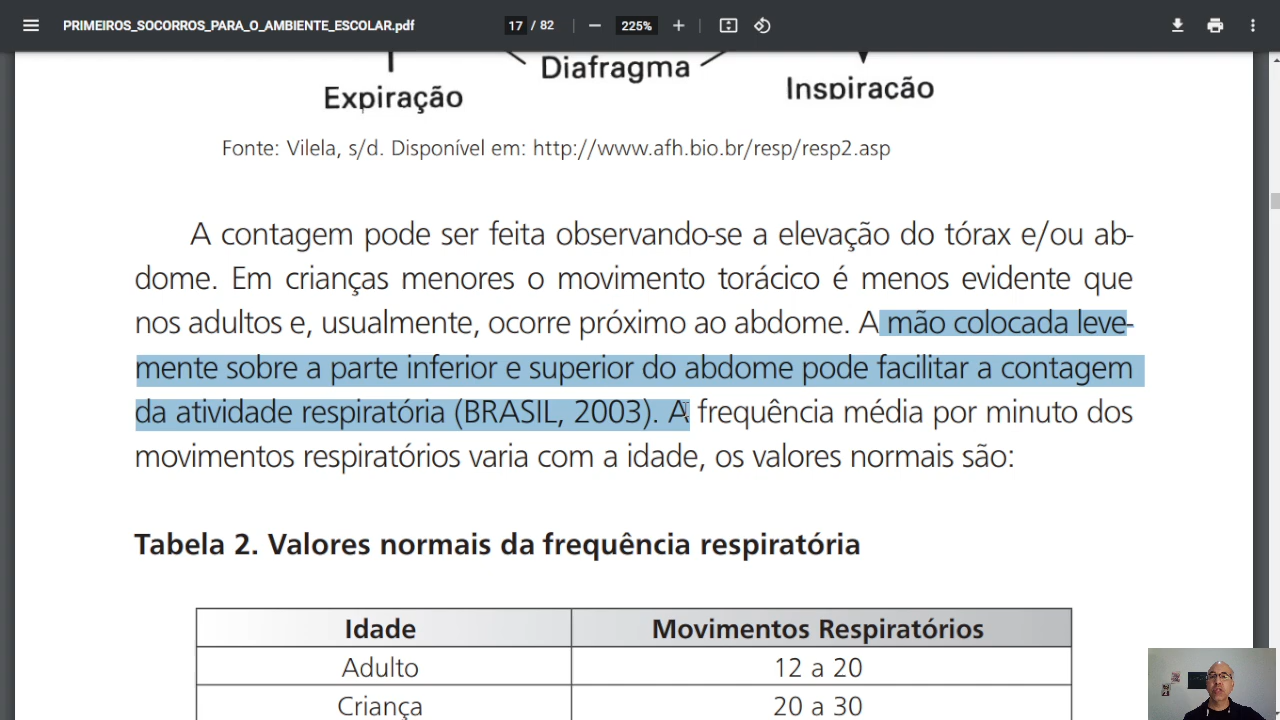 PRIMEIROS_SOCORROS_PARA_O_AMBIENTE_ESCOLAR.pdf
17 / 82
225%
Diafragma
Expiração
Inspiração
Fonte: Vilela, s/d. Disponível em: http://www.afh.bio.br/resp/resp2.asp
A contagem pode ser feita observando-se a elevação do tórax e/ou ab-
dome. Em crianças menores o movimento torácico é menos evidente que
nos adultos e, usualmente, ocorre próximo ao abdome. A mão colocada leve-
mente sobre a parte inferior e superior do abdome pode facilitar a contagem
da atividade respiratória (BRASIL, 2003). A frequência média por minuto dos
movimentos respiratórios varia com a idade, os valores normais são:
Tabela 2. Valores normais da frequência respiratória
Idade Movimentos Respiratórios
Adulto 12 a 20
Criança 20 a 30